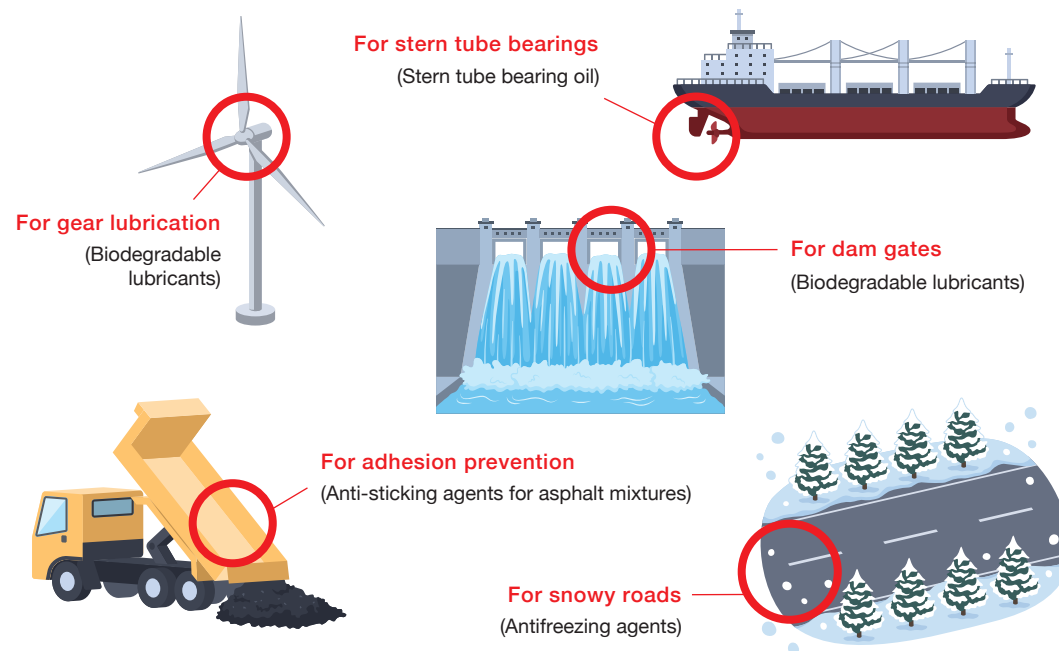 For stern tube bearings
(Stern tube bearing oil)
For gear lubrication
(Biodegradable
lubricants)
For dam gates
(Biodegradable lubricants)
For adhesion prevention
(Anti-sticking agents for asphalt mixtures)
For snowy roads
(Antifreezing agents)